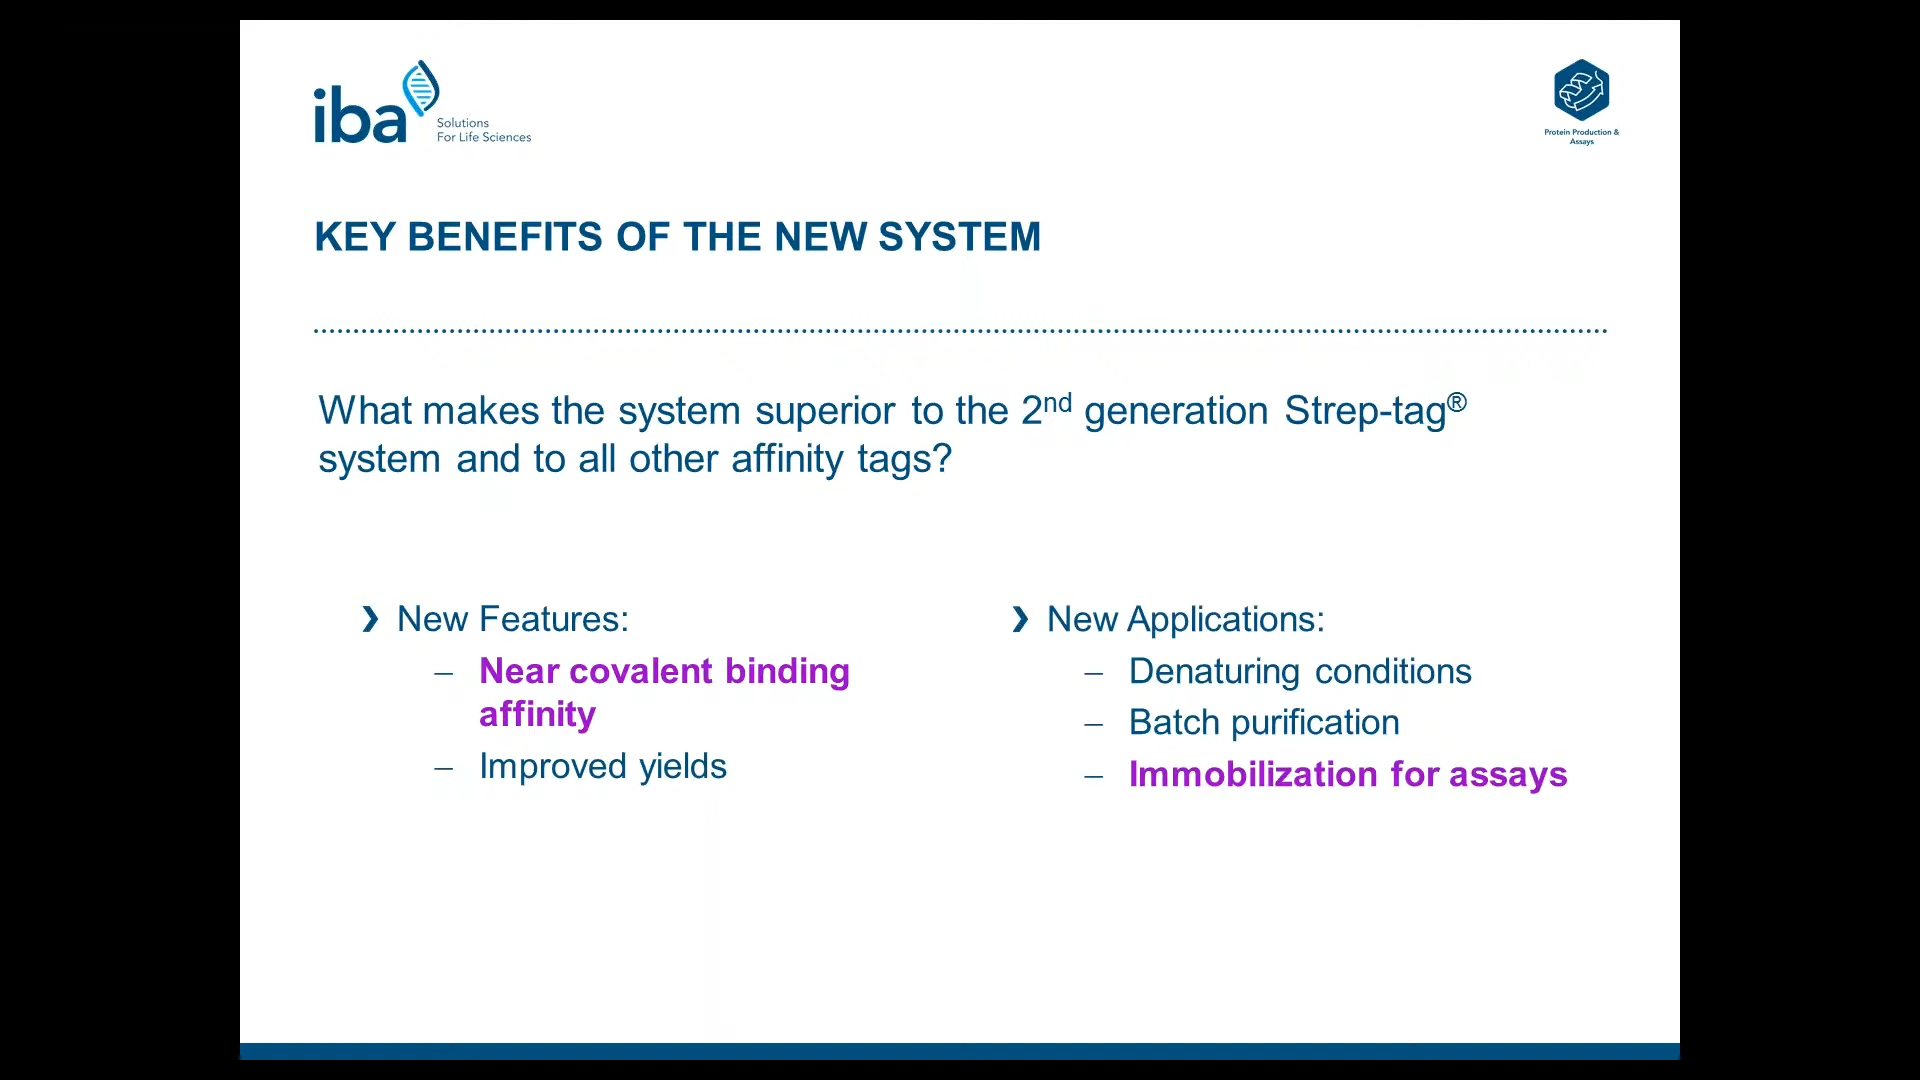 iba
Solutions
For Life Sciences
Protein Production &
Assays
KEY BENEFITS OF THE NEW SYSTEM
What makes the system superior to the 2nd generation Strep-tag®
system and to all other affinity tags?
❯ New Features:
– Near covalent binding
affinity
– Improved yields
❯ New Applications:
– Denaturing conditions
– Batch purification
– Immobilization for assays